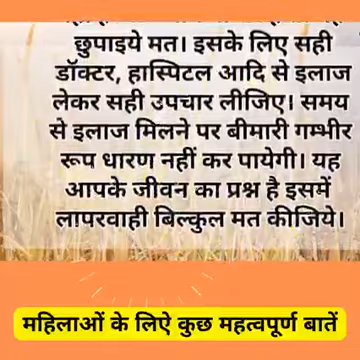 छुपाइये मत। इसके लिए सही
डॉक्टर, हास्पिटल आदि से इलाज
लेकर सही उपचार लीजिए। समय
से इलाज मिलने पर बीमारी गम्भीर
रूप धारण नहीं कर पायेगी। यह
आपके जीवन का प्रश्न है इसमें
लापरवाही बिल्कुल मत कीजिये।
महिलाओं के लिऐ कुछ महत्वपूर्ण बातें